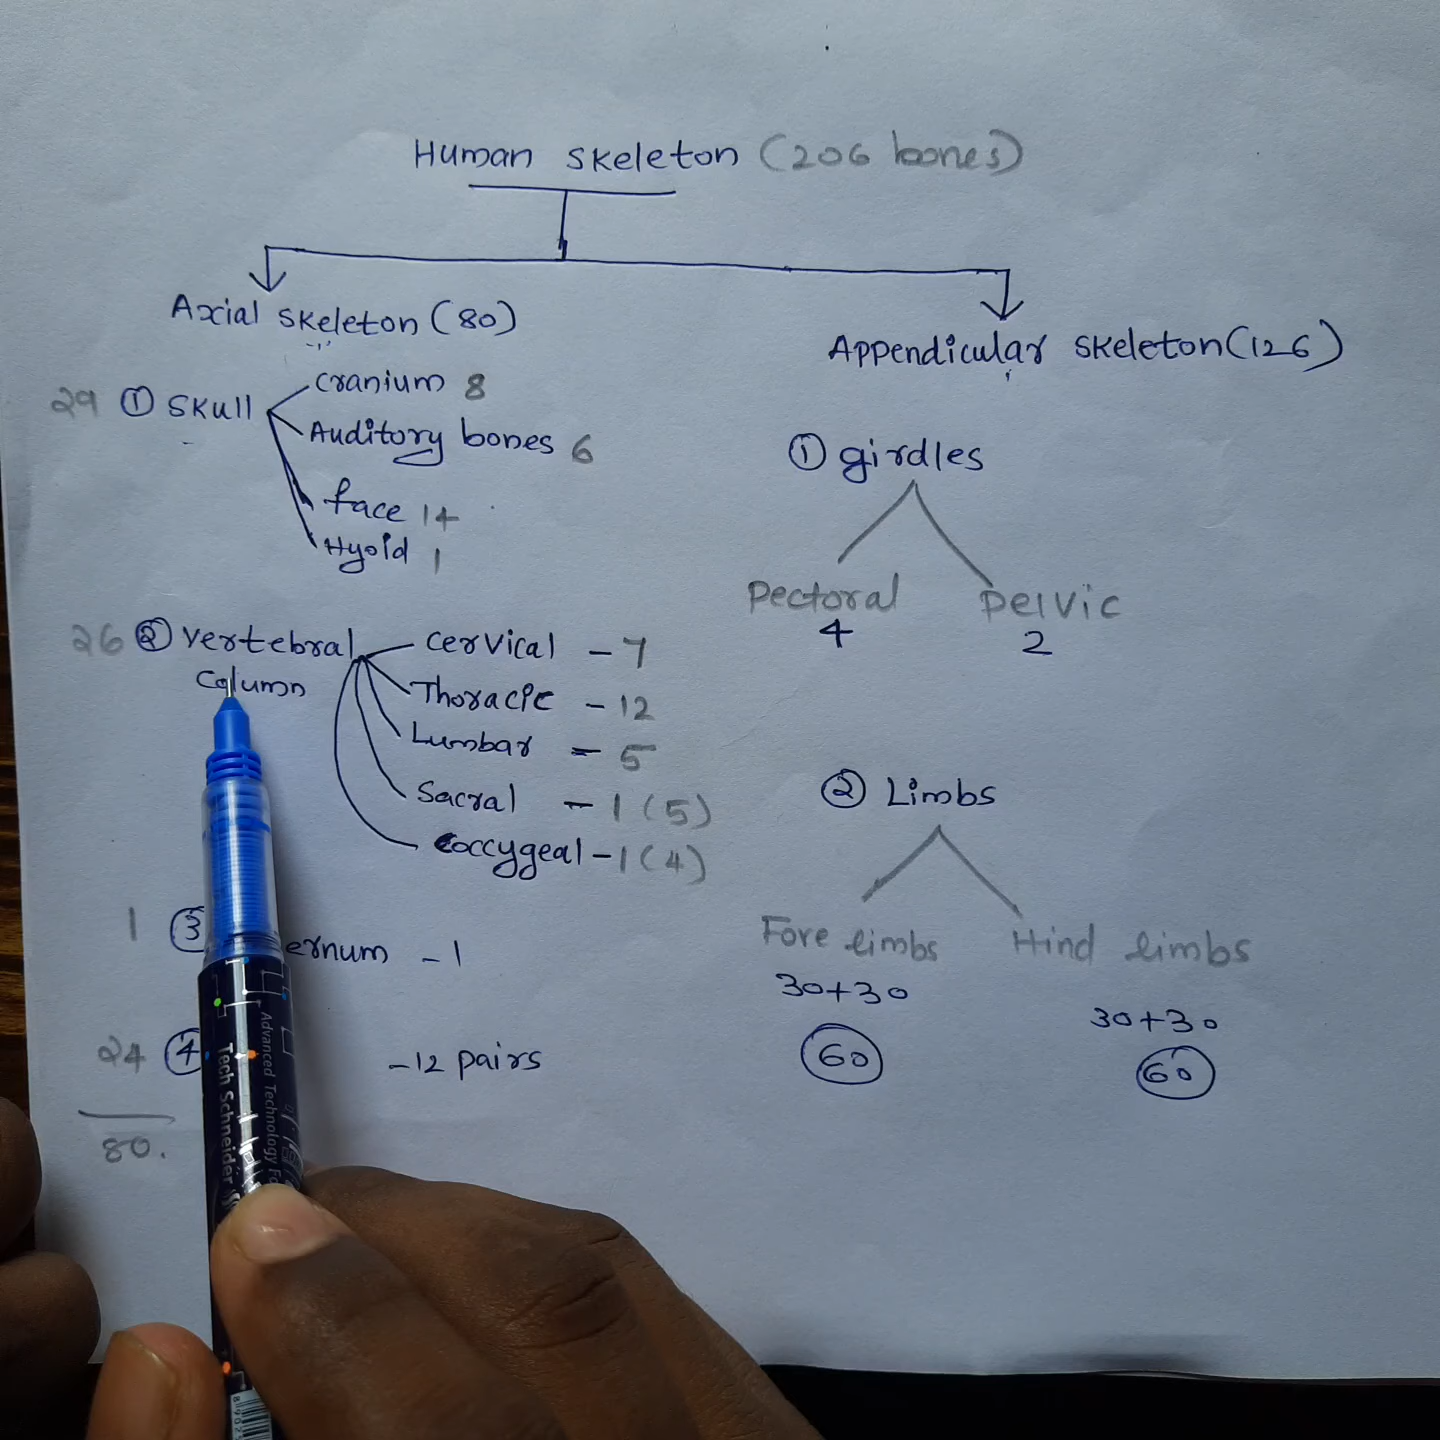 Human skeleton (206 bones)
Axial skeleton (80)
Appendicular skeleton (126)
29 ① Skull
Cranium 8
Auditory bones 6
face 14
Hyoid 1
26 ② Vertebral column
Cervical - 7
Thoracic - 12
Lumbar - 5
Sacral - 1 (5)
Coccygeal - 1 (4)
1 ③ ernum - 1
24 ④ - 12 pairs
80.
① girdles
Pectoral 4
Pelvic 2
② Limbs
Fore limbs
30+30
60
Hind limbs
30+30
60
Advanced Technology
Tech Schneider